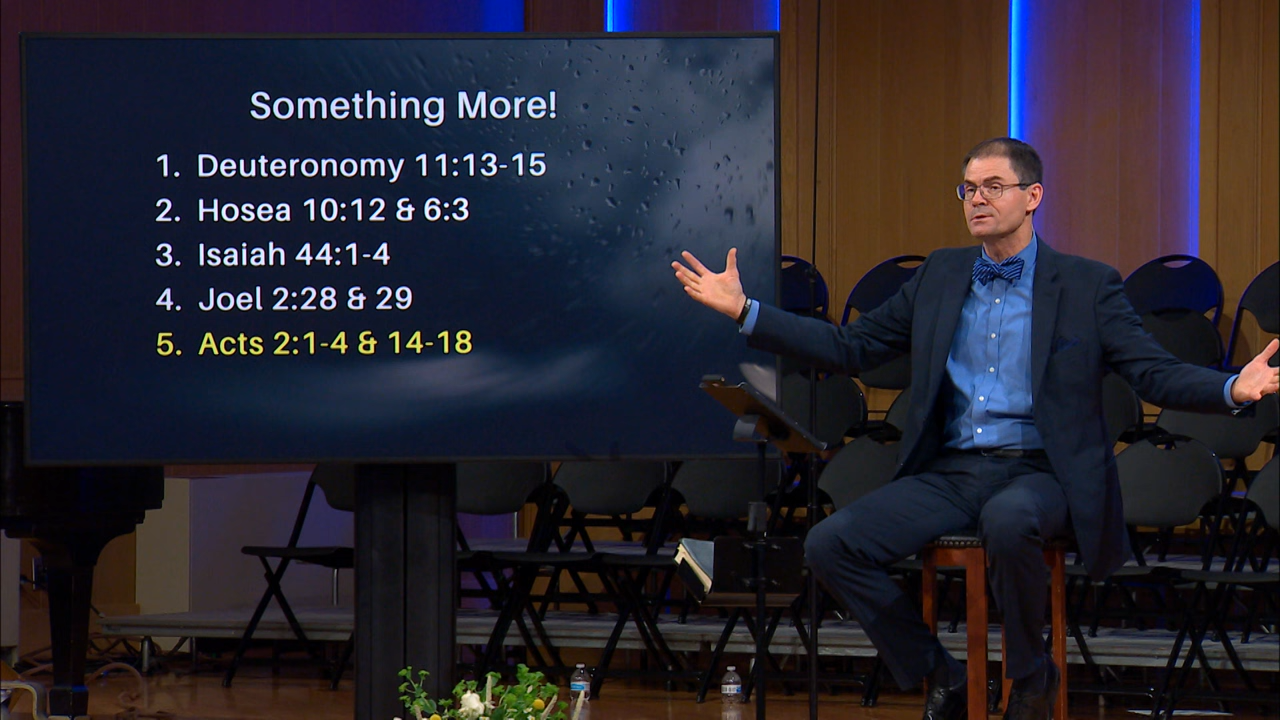 Something More!
1. Deuteronomy 11:13-15
2. Hosea 10:12 & 6:3
3. Isaiah 44:1-4
4. Joel 2:28 & 29
5. Acts 2:1-4 & 14-18